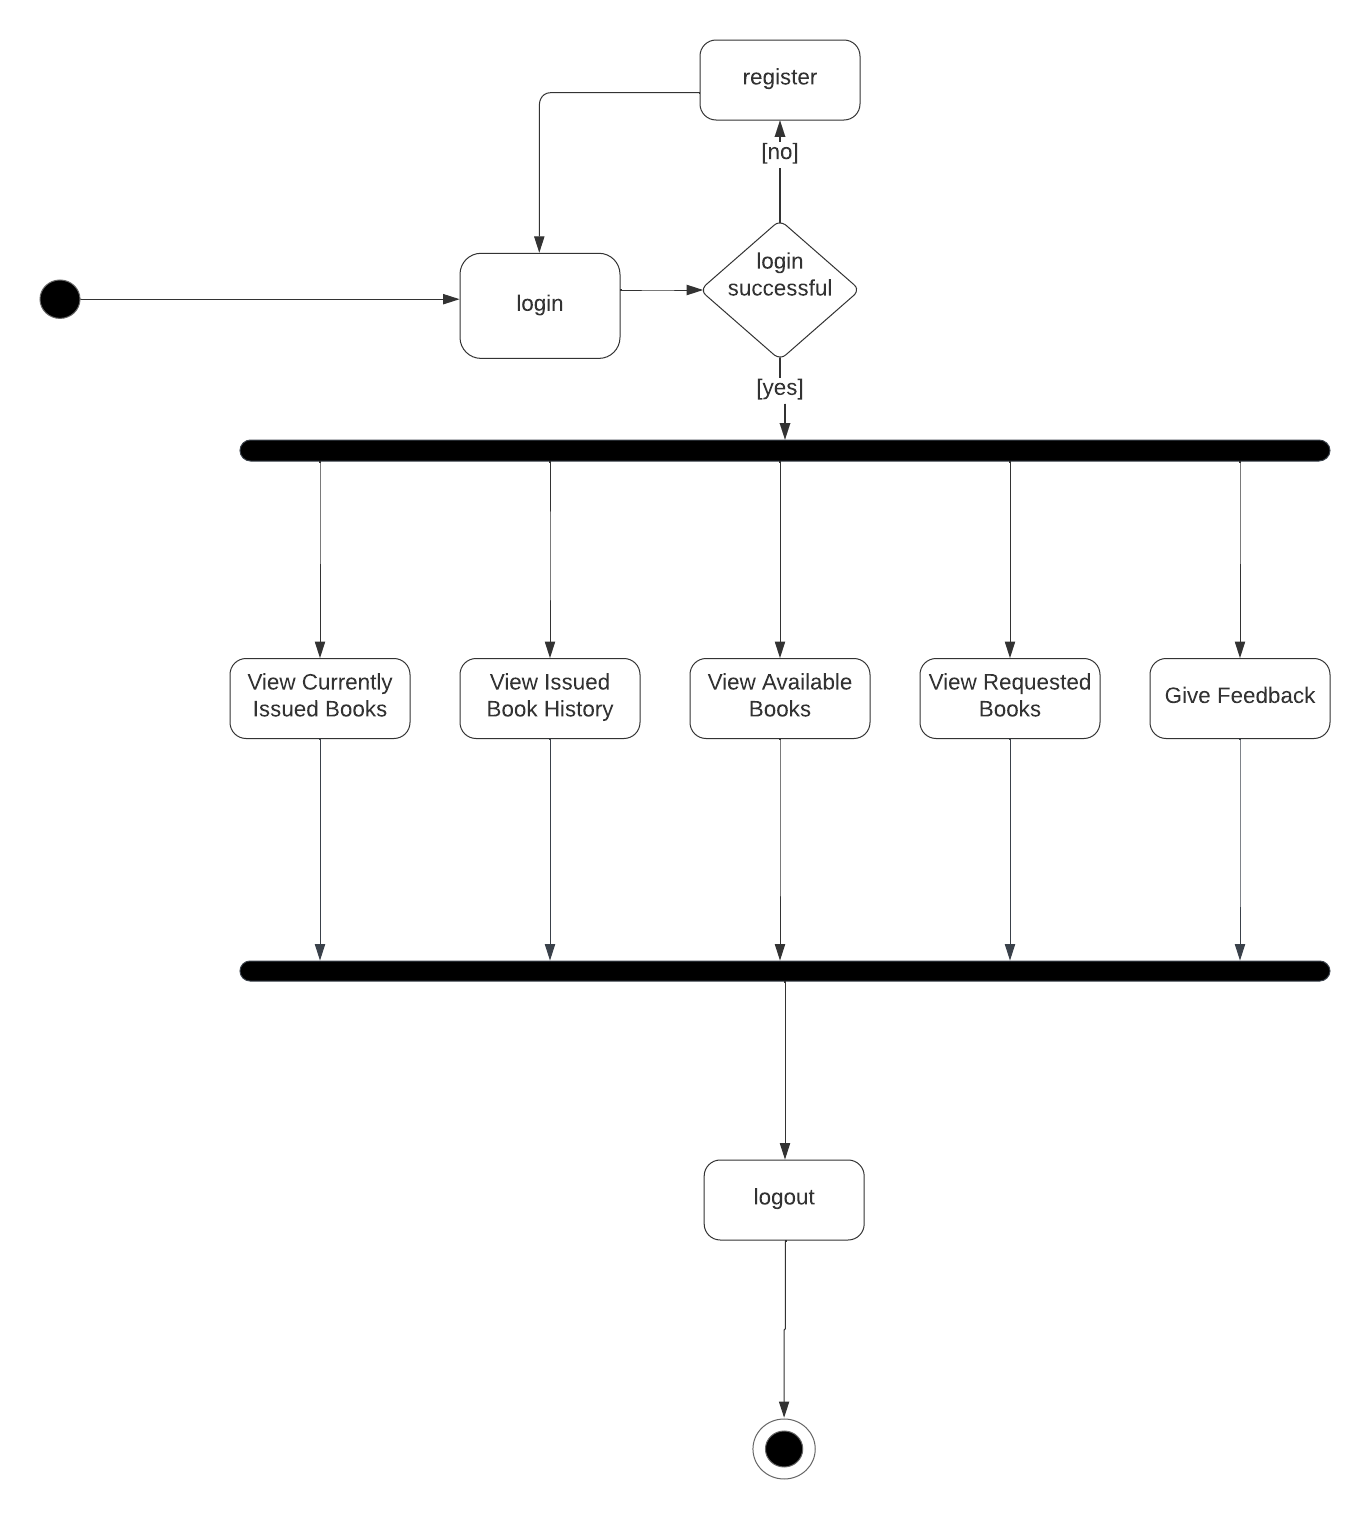 register
[no]
login
successful
login
[yes]
View Currently
Issued Books
View Issued
Book History
View Available
Books
View Requested
Books
Give Feedback
logout